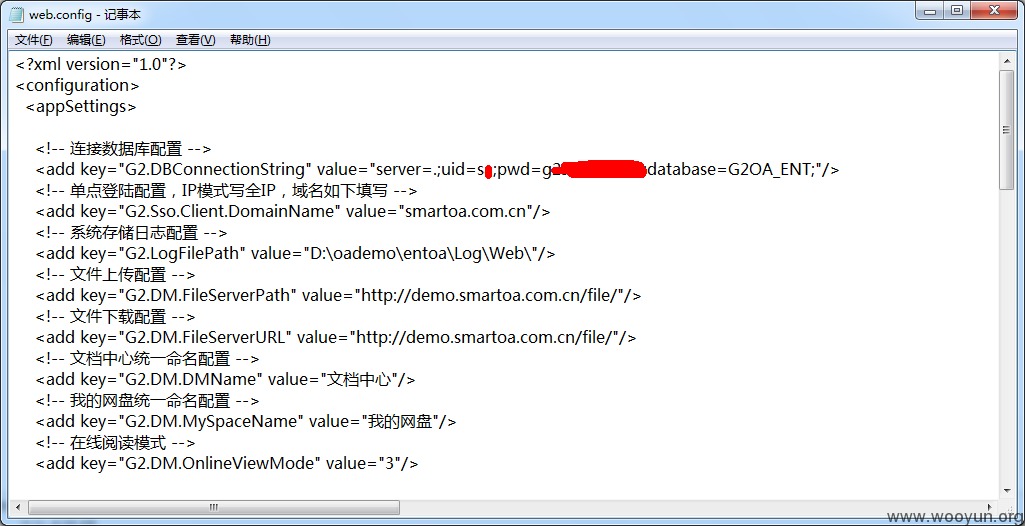 web.config - 记事本
文件(F) 编辑(E) 格式(O) 查看(V) 帮助(H)
<?xml version="1.0"?>
<configuration>
<appSettings>
<!-- 连接数据库配置 -->
<add key="G2.DBConnectionString" value="server=.;uid=s ;pwd=g2 database=G2OA_ENT;"/>
<!-- 单点登陆配置，IP模式写全IP，域名如下填写 -->
<add key="G2.Sso.Client.DomainName" value="smartoa.com.cn"/>
<!-- 系统存储日志配置 -->
<add key="G2.LogFilePath" value="D:\oademo\entoa\Log\Web\"/>
<!-- 文件上传配置 -->
<add key="G2.DM.FileServerPath" value="http://demo.smartoa.com.cn/file/"/>
<!-- 文件下载配置 -->
<add key="G2.DM.FileServerURL" value="http://demo.smartoa.com.cn/file/"/>
<!-- 文档中心统一命名配置 -->
<add key="G2.DM.DMName" value="文档中心"/>
<!-- 我的网盘统一命名配置 -->
<add key="G2.DM.MySpaceName" value="我的网盘"/>
<!-- 在线阅读模式 -->
<add key="G2.DM.OnlineViewMode" value="3"/>
www.wooyun.org